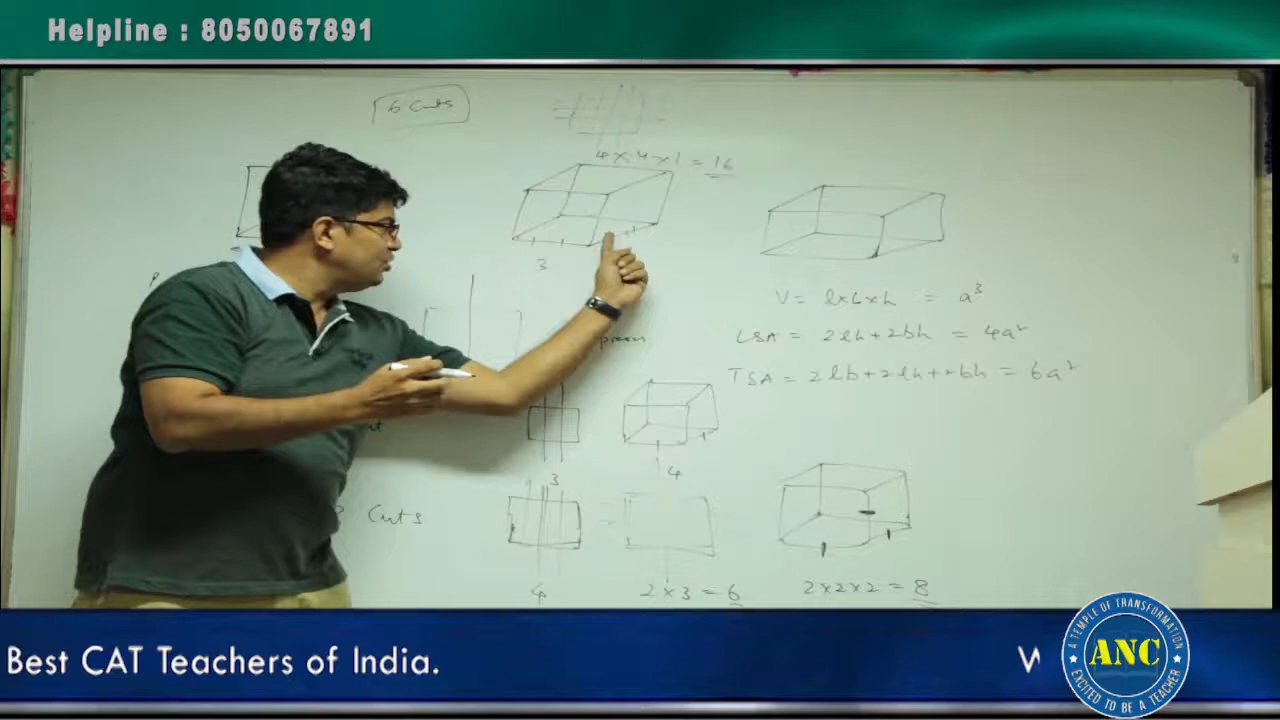 Helpline : 8050067891
6 Cuts
4 x 4 x 1 = 16
3
V = lxbxh = a³
LSA = 2lh + 2bh = 4a²
TSA = 2lb + 2lh + 2bh = 6a²
4
3
Cuts
4
2 x 3 = 6
2 x 2 x 2 = 8
Best CAT Teachers of India.
W
A TEMPLE OF TRANSFORMATION
ANC
EXCITED TO BE A TEACHER